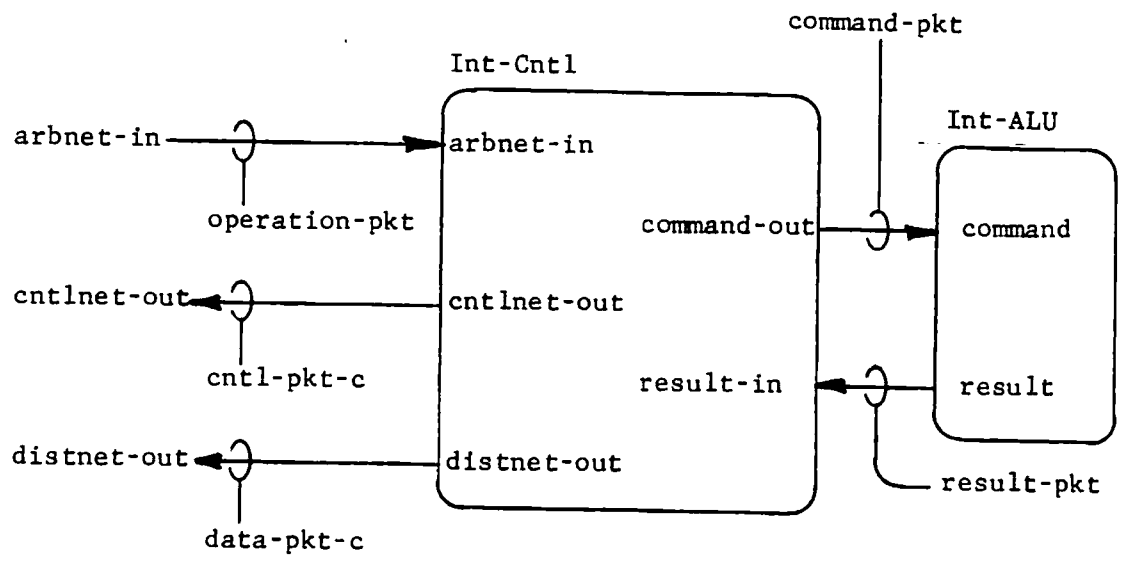 command-pkt
Int-Cntl
Int-ALU
arbnet-in
arbnet-in
operation-pkt
command-out
command
cntlnet-out
cntlnet-out
cntl-pkt-c
result-in
result
distnet-out
distnet-out
result-pkt
data-pkt-c